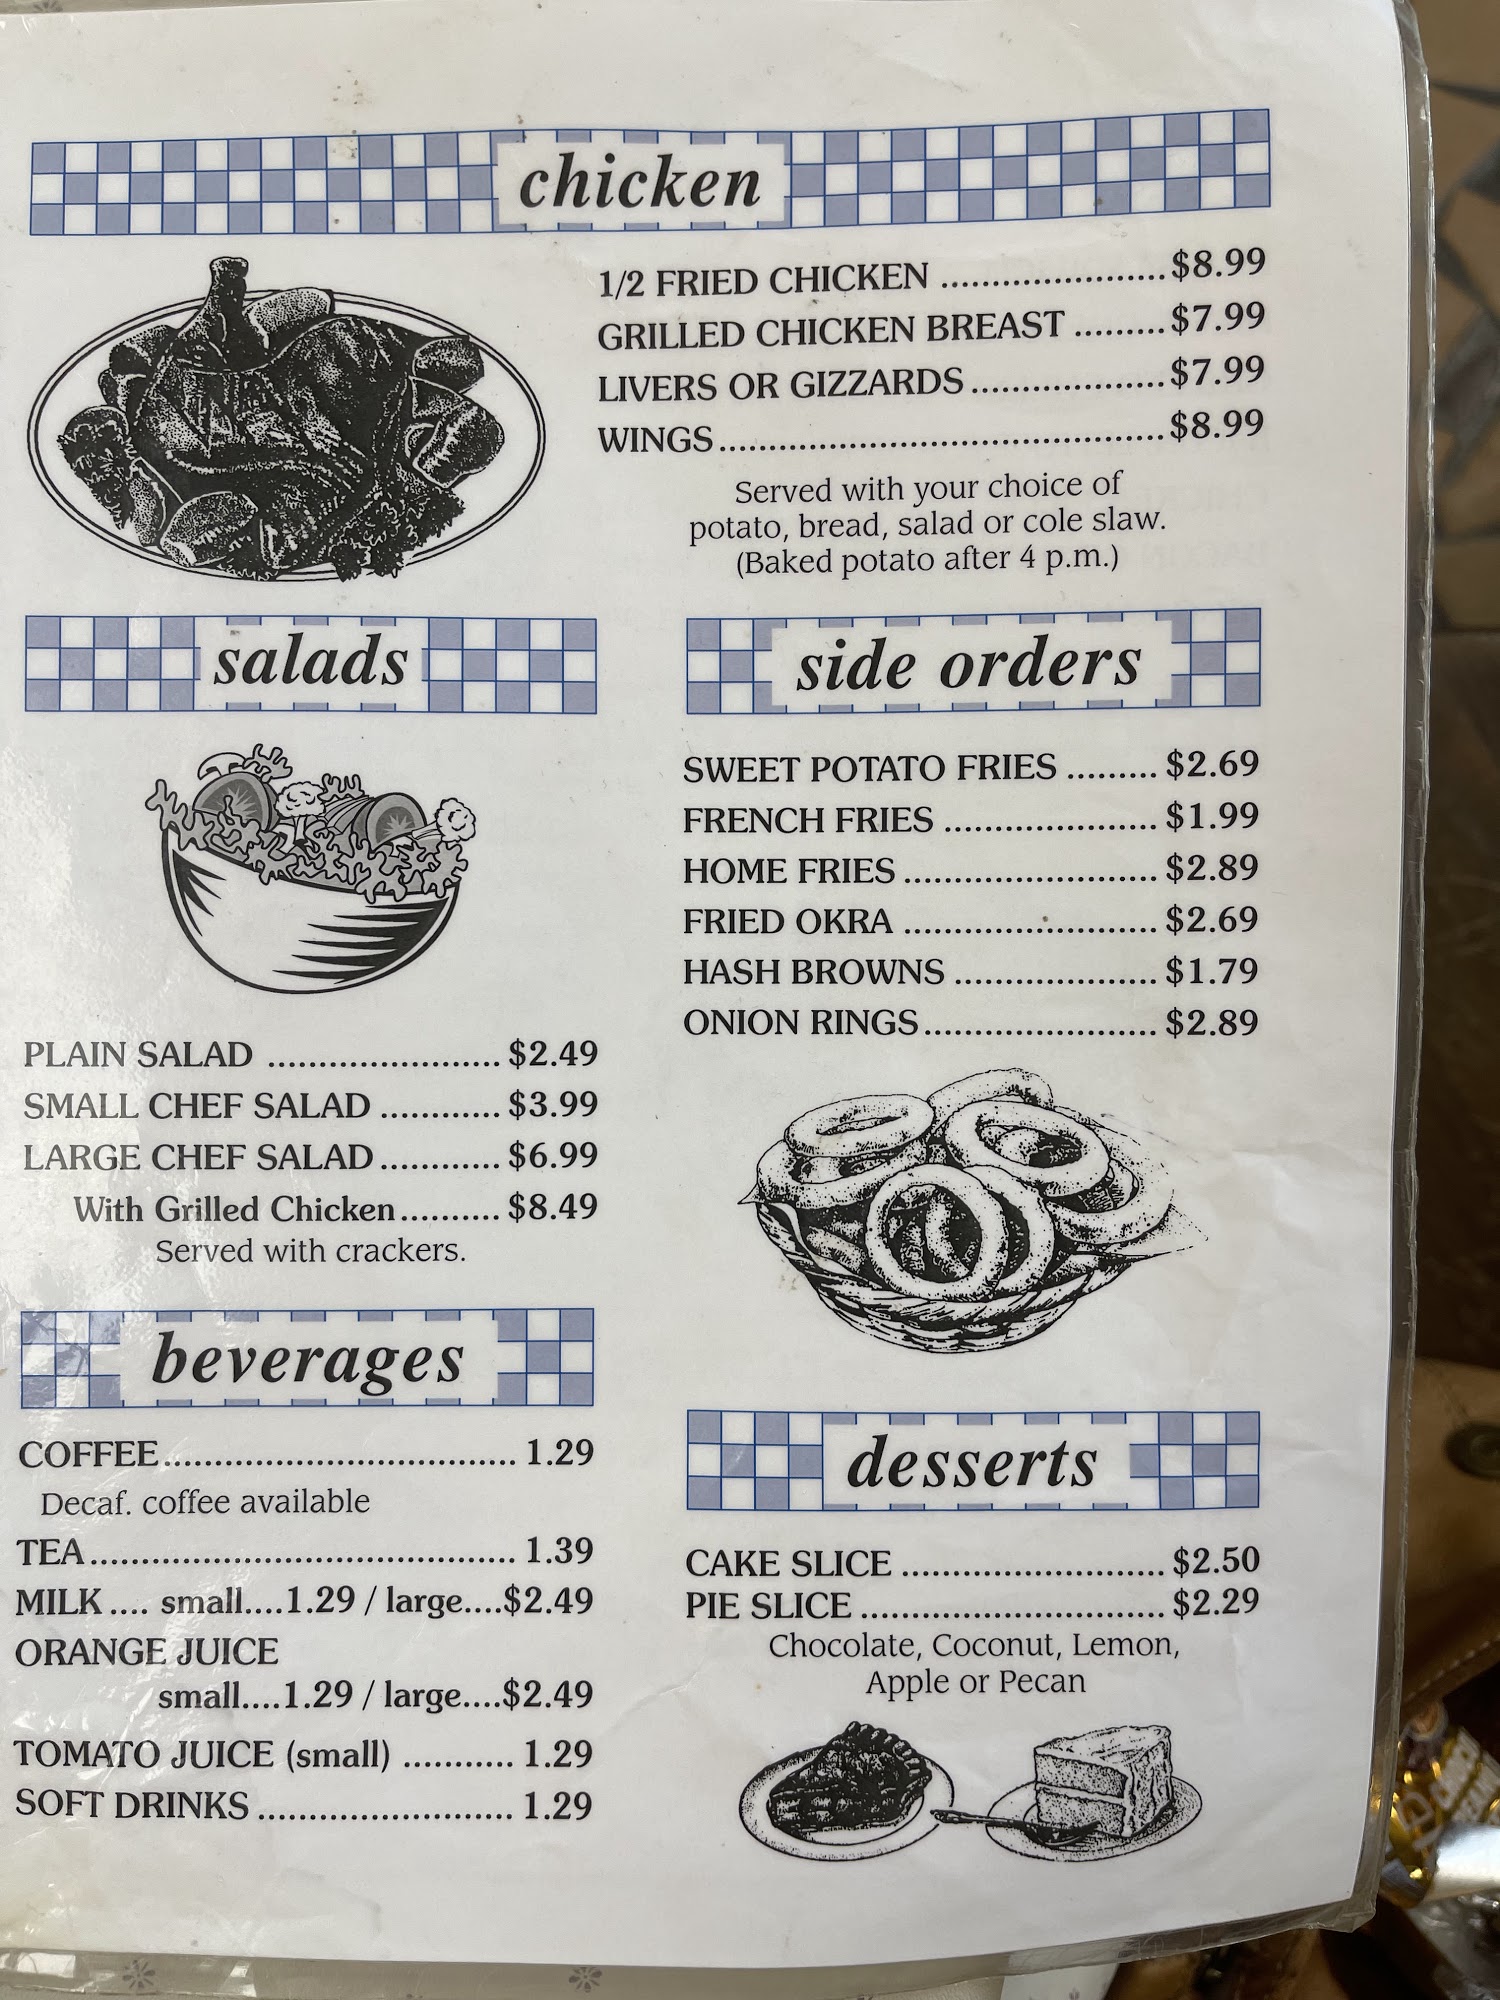 chicken
1/2 FRIED CHICKEN ...................... $8.99
GRILLED CHICKEN BREAST ......... $7.99
LIVERS OR GIZZARDS ................... $7.99
WINGS ........................................... $8.99
Served with your choice of
potato, bread, salad or cole slaw.
(Baked potato after 4 p.m.)
salads
PLAIN SALAD ....................... $2.49
SMALL CHEF SALAD ............ $3.99
LARGE CHEF SALAD ............ $6.99
With Grilled Chicken .......... $8.49
Served with crackers.
beverages
COFFEE ................................... 1.29
Decaf. coffee available
TEA .......................................... 1.39
MILK .... small....1.29 / large....$2.49
ORANGE JUICE
small....1.29 / large....$2.49
TOMATO JUICE (small) ........... 1.29
SOFT DRINKS ......................... 1.29
side orders
SWEET POTATO FRIES ......... $2.69
FRENCH FRIES ..................... $1.99
HOME FRIES ......................... $2.89
FRIED OKRA ......................... $2.69
HASH BROWNS .................... $1.79
ONION RINGS ....................... $2.89
desserts
CAKE SLICE .......................... $2.50
PIE SLICE .............................. $2.29
Chocolate, Coconut, Lemon,
Apple or Pecan